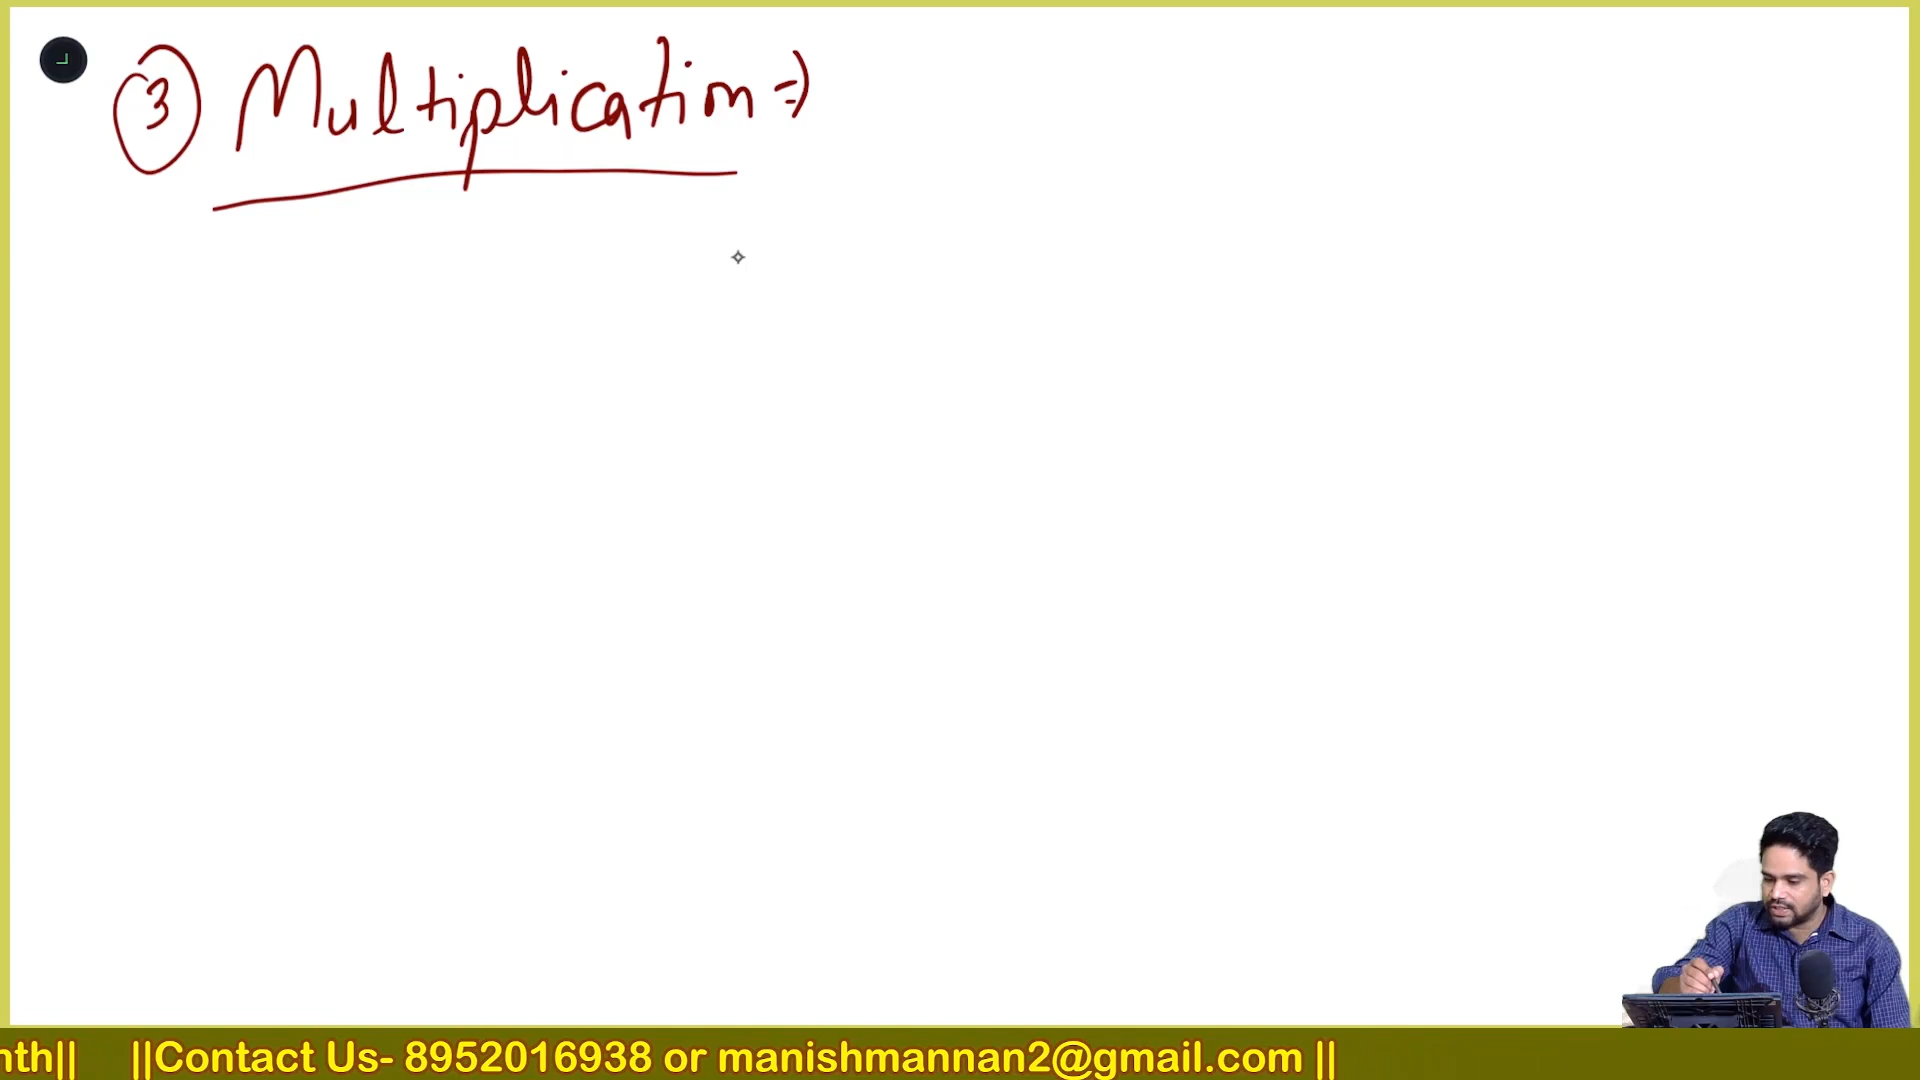 ③ Multiplication ⇒
nth||     ||Contact Us- 8952016938 or manishmannan2@gmail.com ||